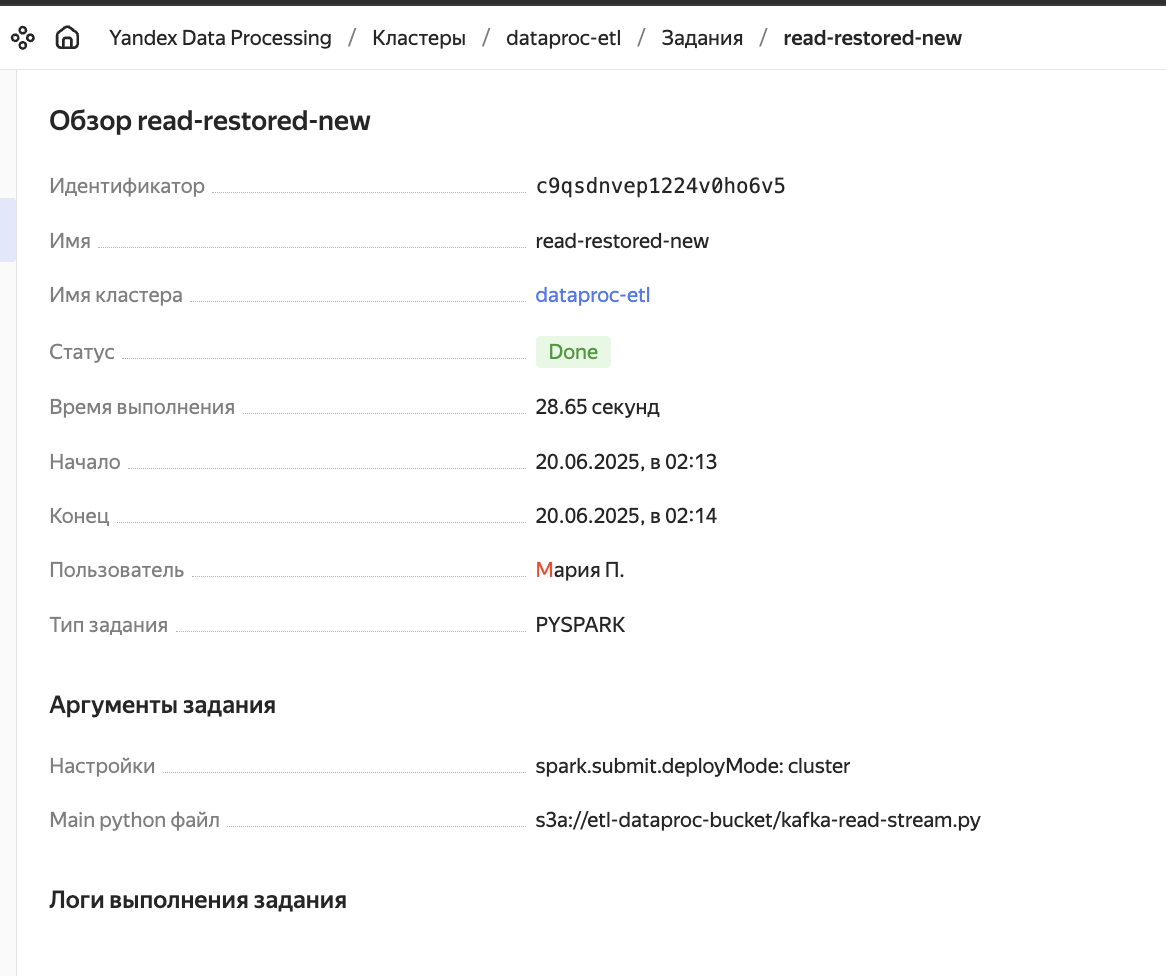 Yandex Data Processing / Кластеры / dataproc-etl / Задания / read-restored-new
Обзор read-restored-new
Идентификатор c9qsdnvep1224v0ho6v5
Имя read-restored-new
Имя кластера dataproc-etl
Статус Done
Время выполнения 28.65 секунд
Начало 20.06.2025, в 02:13
Конец 20.06.2025, в 02:14
Пользователь Мария П.
Тип задания PYSPARK
Аргументы задания
Настройки spark.submit.deployMode: cluster
Main python файл s3a://etl-dataproc-bucket/kafka-read-stream.py
Логи выполнения задания